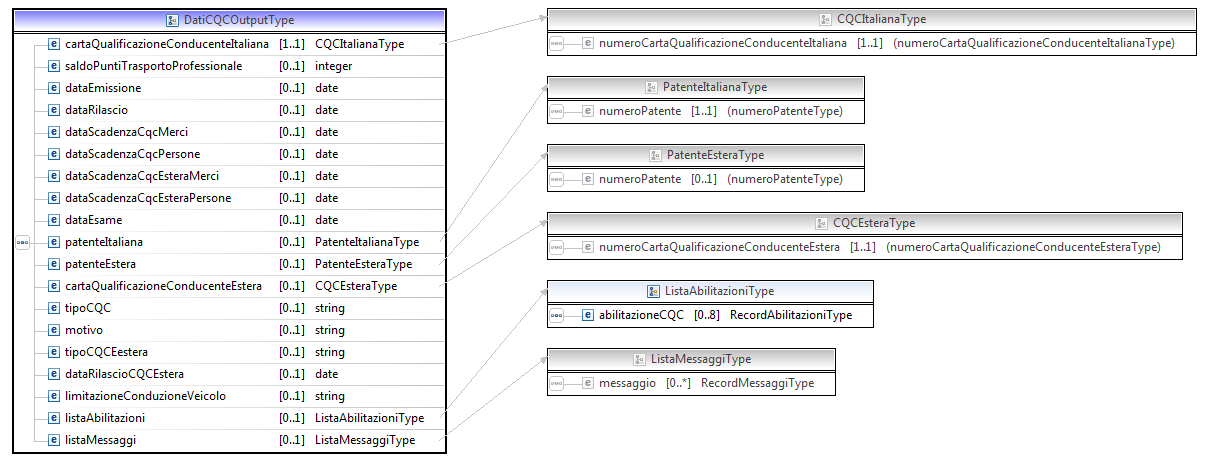 DatiCQCOutputType
cartaQualificazioneConducenteItaliana [1..1] CQCItalianaType
saldoPuntiTrasportoProfessionale [0..1] integer
dataEmissione [0..1] date
dataRilascio [0..1] date
dataScadenzaCqcMerci [0..1] date
dataScadenzaCqcPersone [0..1] date
dataScadenzaCqcEsteraMerci [0..1] date
dataScadenzaCqcEsteraPersone [0..1] date
dataEsame [0..1] date
patenteItaliana [0..1] PatenteItalianaType
patenteEstera [0..1] PatenteEsteraType
cartaQualificazioneConducenteEstera [0..1] CQCEsteraType
tipoCQC [0..1] string
motivo [0..1] string
tipoCQCEestera [0..1] string
dataRilascioCQCEstera [0..1] date
limitazioneConduzioneVeicolo [0..1] string
listaAbilitazioni [0..1] ListaAbilitazioniType
listaMessaggi [0..1] ListaMessaggiType
CQCItalianaType
numeroCartaQualificazioneConducenteItaliana [1..1] (numeroCartaQualificazioneConducenteItalianaType)
PatenteItalianaType
numeroPatente [1..1] (numeroPatenteType)
PatenteEsteraType
numeroPatente [0..1] (numeroPatenteType)
CQCEsteraType
numeroCartaQualificazioneConducenteEstera [1..1] (numeroCartaQualificazioneConducenteEsteraType)
ListaAbilitazioniType
abilitazioneCQC [0..8] RecordAbilitazioniType
ListaMessaggiType
messaggio [0..*] RecordMessaggiType